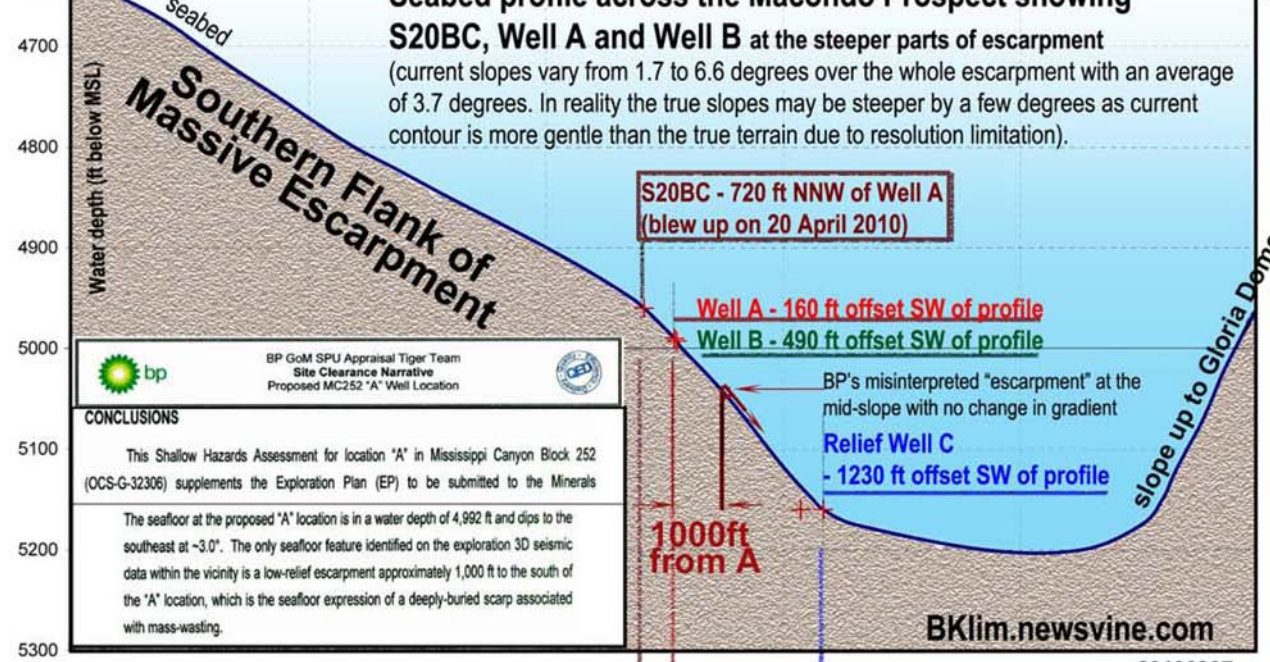 Seabed profile across the Macondo Prospect showing
S20BC, Well A and Well B at the steeper parts of escarpment
(current slopes vary from 1.7 to 6.6 degrees over the whole escarpment with an average
of 3.7 degrees. In reality the true slopes may be steeper by a few degrees as current
contour is more gentle than the true terrain due to resolution limitation).
seabed
4700
4800
4900
5000
5100
5200
5300
Water depth (ft below MSL)
Southern Flank of
Massive Escarpment
S20BC - 720 ft NNW of Well A
(blew up on 20 April 2010)
Well A - 160 ft offset SW of profile
Well B - 490 ft offset SW of profile
BP's misinterpreted "escarpment" at the
mid-slope with no change in gradient
Relief Well C
- 1230 ft offset SW of profile
slope up to Gloria Dome
1000ft
from A
bp
BP GoM SPU Appraisal Tiger Team
Site Clearance Narrative
Proposed MC252 "A" Well Location
CONCLUSIONS
This Shallow Hazards Assessment for location "A" in Mississippi Canyon Block 252
(OCS-G-32306) supplements the Exploration Plan (EP) to be submitted to the Minerals
The seafloor at the proposed "A" location is in a water depth of 4,992 ft and dips to the
southeast at ~3.0°. The only seafloor feature identified on the exploration 3D seismic
data within the vicinity is a low-relief escarpment approximately 1,000 ft to the south of
the "A" location, which is the seafloor expression of a deeply-buried scarp associated
with mass-wasting.
BKlim.newsvine.com